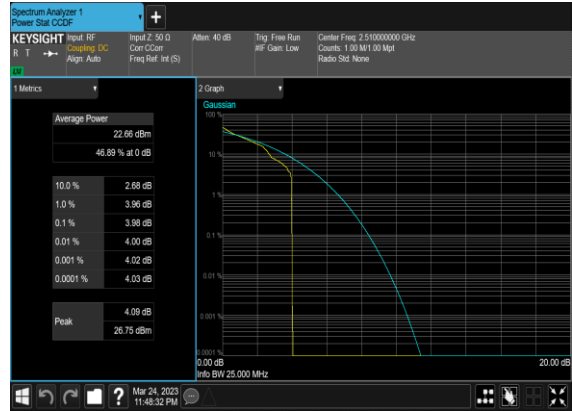 Spectrum Analyzer 1
Power Stat CCDF
KEYSIGHT
R T
LV
Input: RF
Coupling: DC
Align: Auto
Input Z: 50 Ω
Corr CCorr
Freq Ref: Int (S)
Atten: 40 dB
Trig: Free Run
#IF Gain: Low
Center Freq: 2.510000000 GHz
Counts: 1.00 M/1.00 Mpt
Radio Std: None
1 Metrics
Average Power
22.66 dBm
46.89 % at 0 dB
10.0 % 2.68 dB
1.0 % 3.96 dB
0.1 % 3.98 dB
0.01 % 4.00 dB
0.001 % 4.02 dB
0.0001 % 4.03 dB
Peak
4.09 dB
26.75 dBm
2 Graph
Gaussian
100 %
10 %
1 %
0.1 %
0.01 %
0.001 %
0.0001 %
0.00 dB 20.00 dB
Info BW 25.000 MHz
? Mar 24, 2023
11:48:32 PM